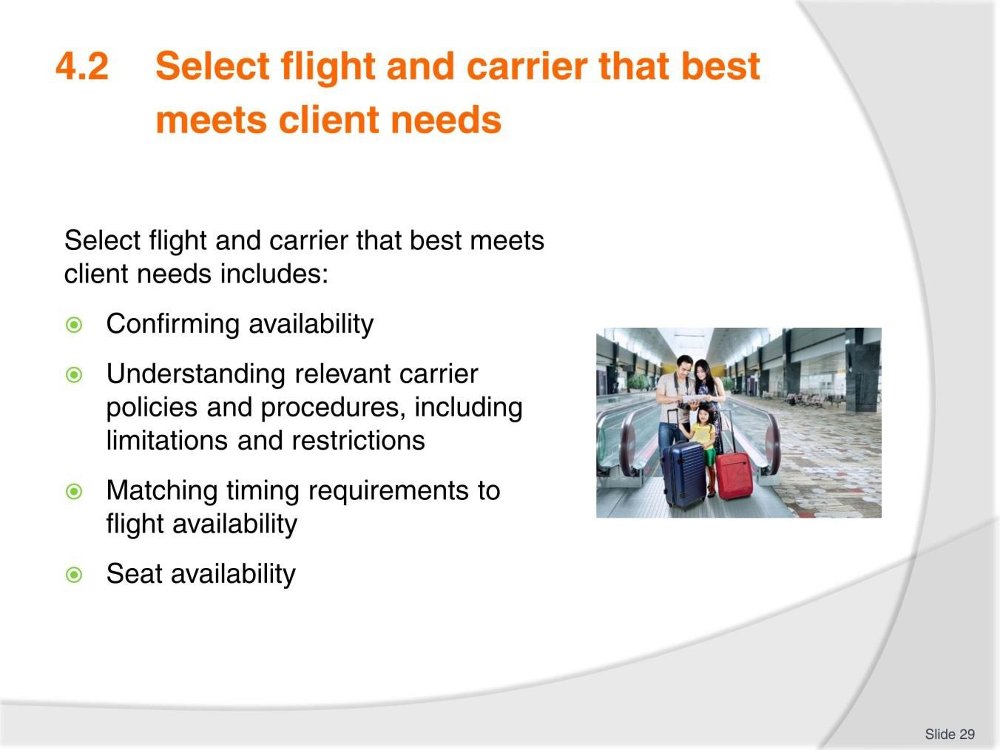 4.2 Select flight and carrier that best
meets client needs
Select flight and carrier that best meets
client needs includes:
Confirming availability
Understanding relevant carrier
policies and procedures, including
limitations and restrictions
Matching timing requirements to
flight availability
Seat availability
Slide 29